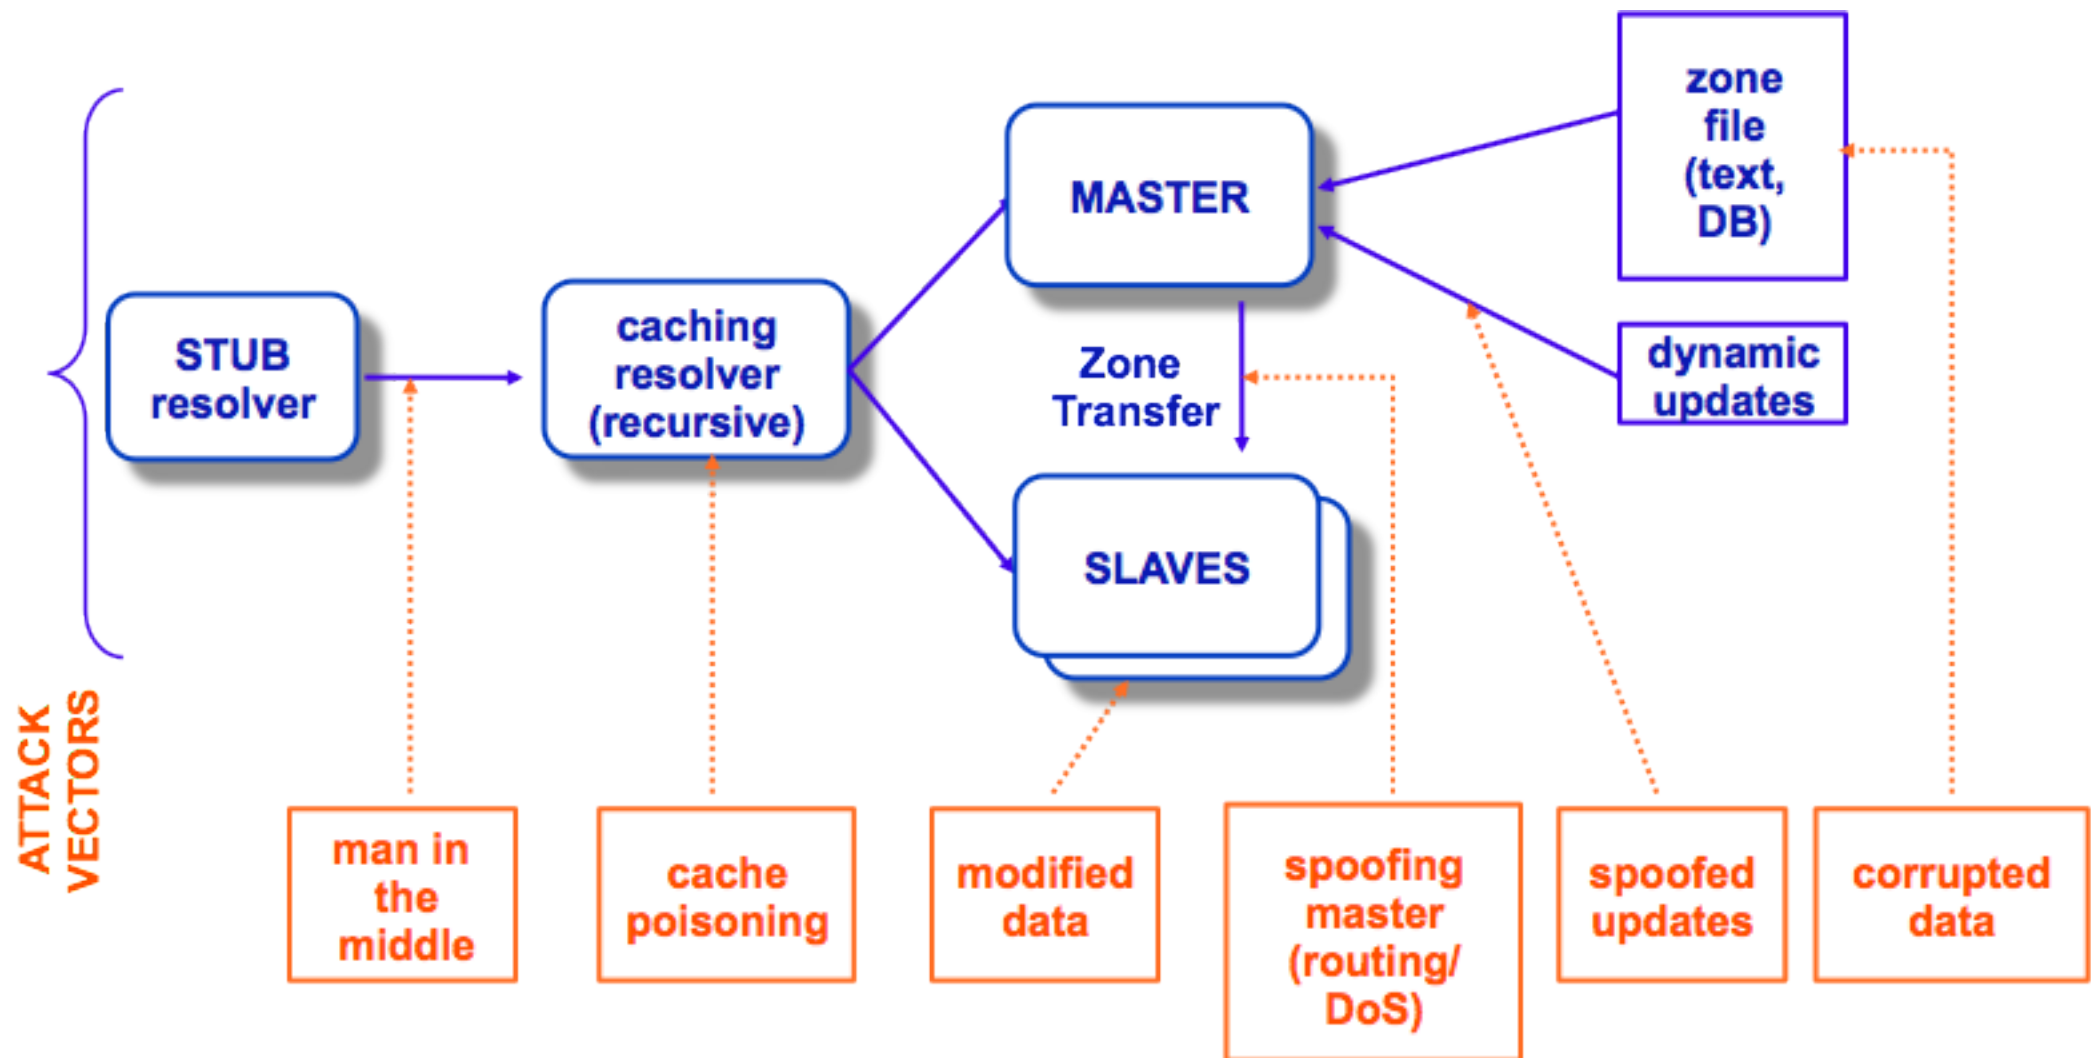 zone
file
(text,
DB)
MASTER
STUB
resolver
caching
resolver
(recursive)
Zone
Transfer
dynamic
updates
SLAVES
ATTACK
VECTORS
man in
the
middle
cache
poisoning
modified
data
spoofing
master
(routing/
DoS)
spoofed
updates
corrupted
data